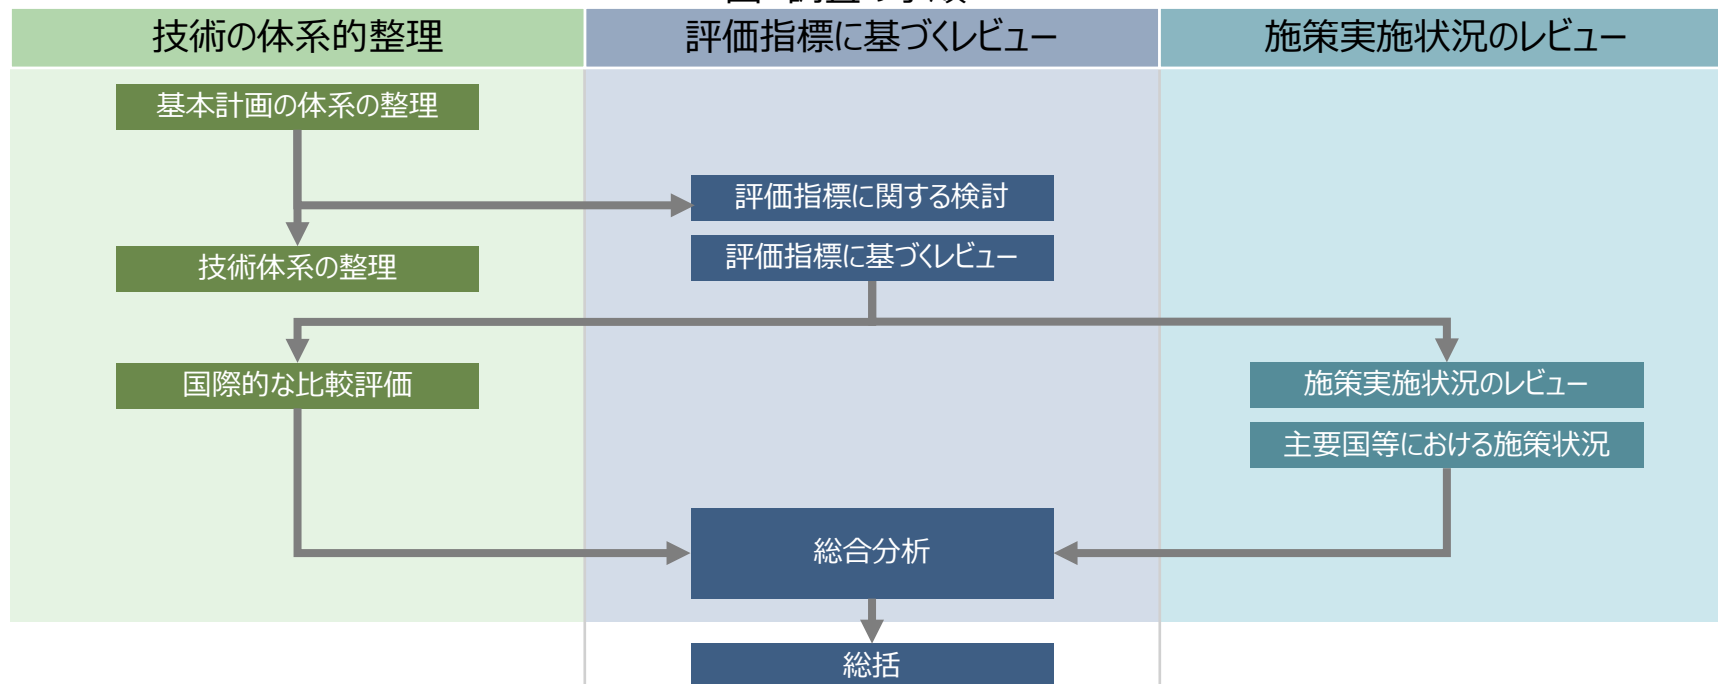 技術の体系的整理
評価指標に基づくレビュー
施策実施状況のレビュー
基本計画の体系の整理
評価指標に関する検討
評価指標に基づくレビュー
技術体系の整理
国際的な比較評価
施策実施状況のレビュー
主要国等における施策状況
総合分析
総括